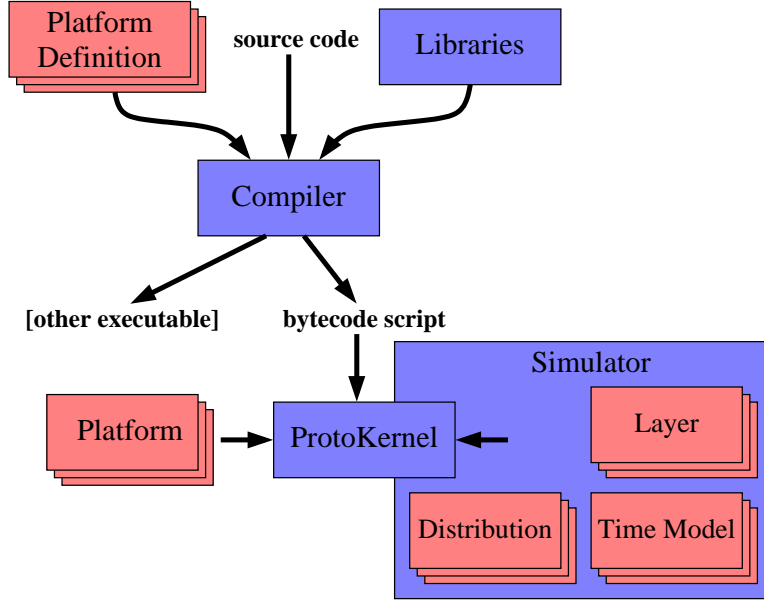 Platform
Definition
source code
Libraries
Compiler
[other executable]
bytecode script
Simulator
Platform
ProtoKernel
Layer
Distribution
Time Model